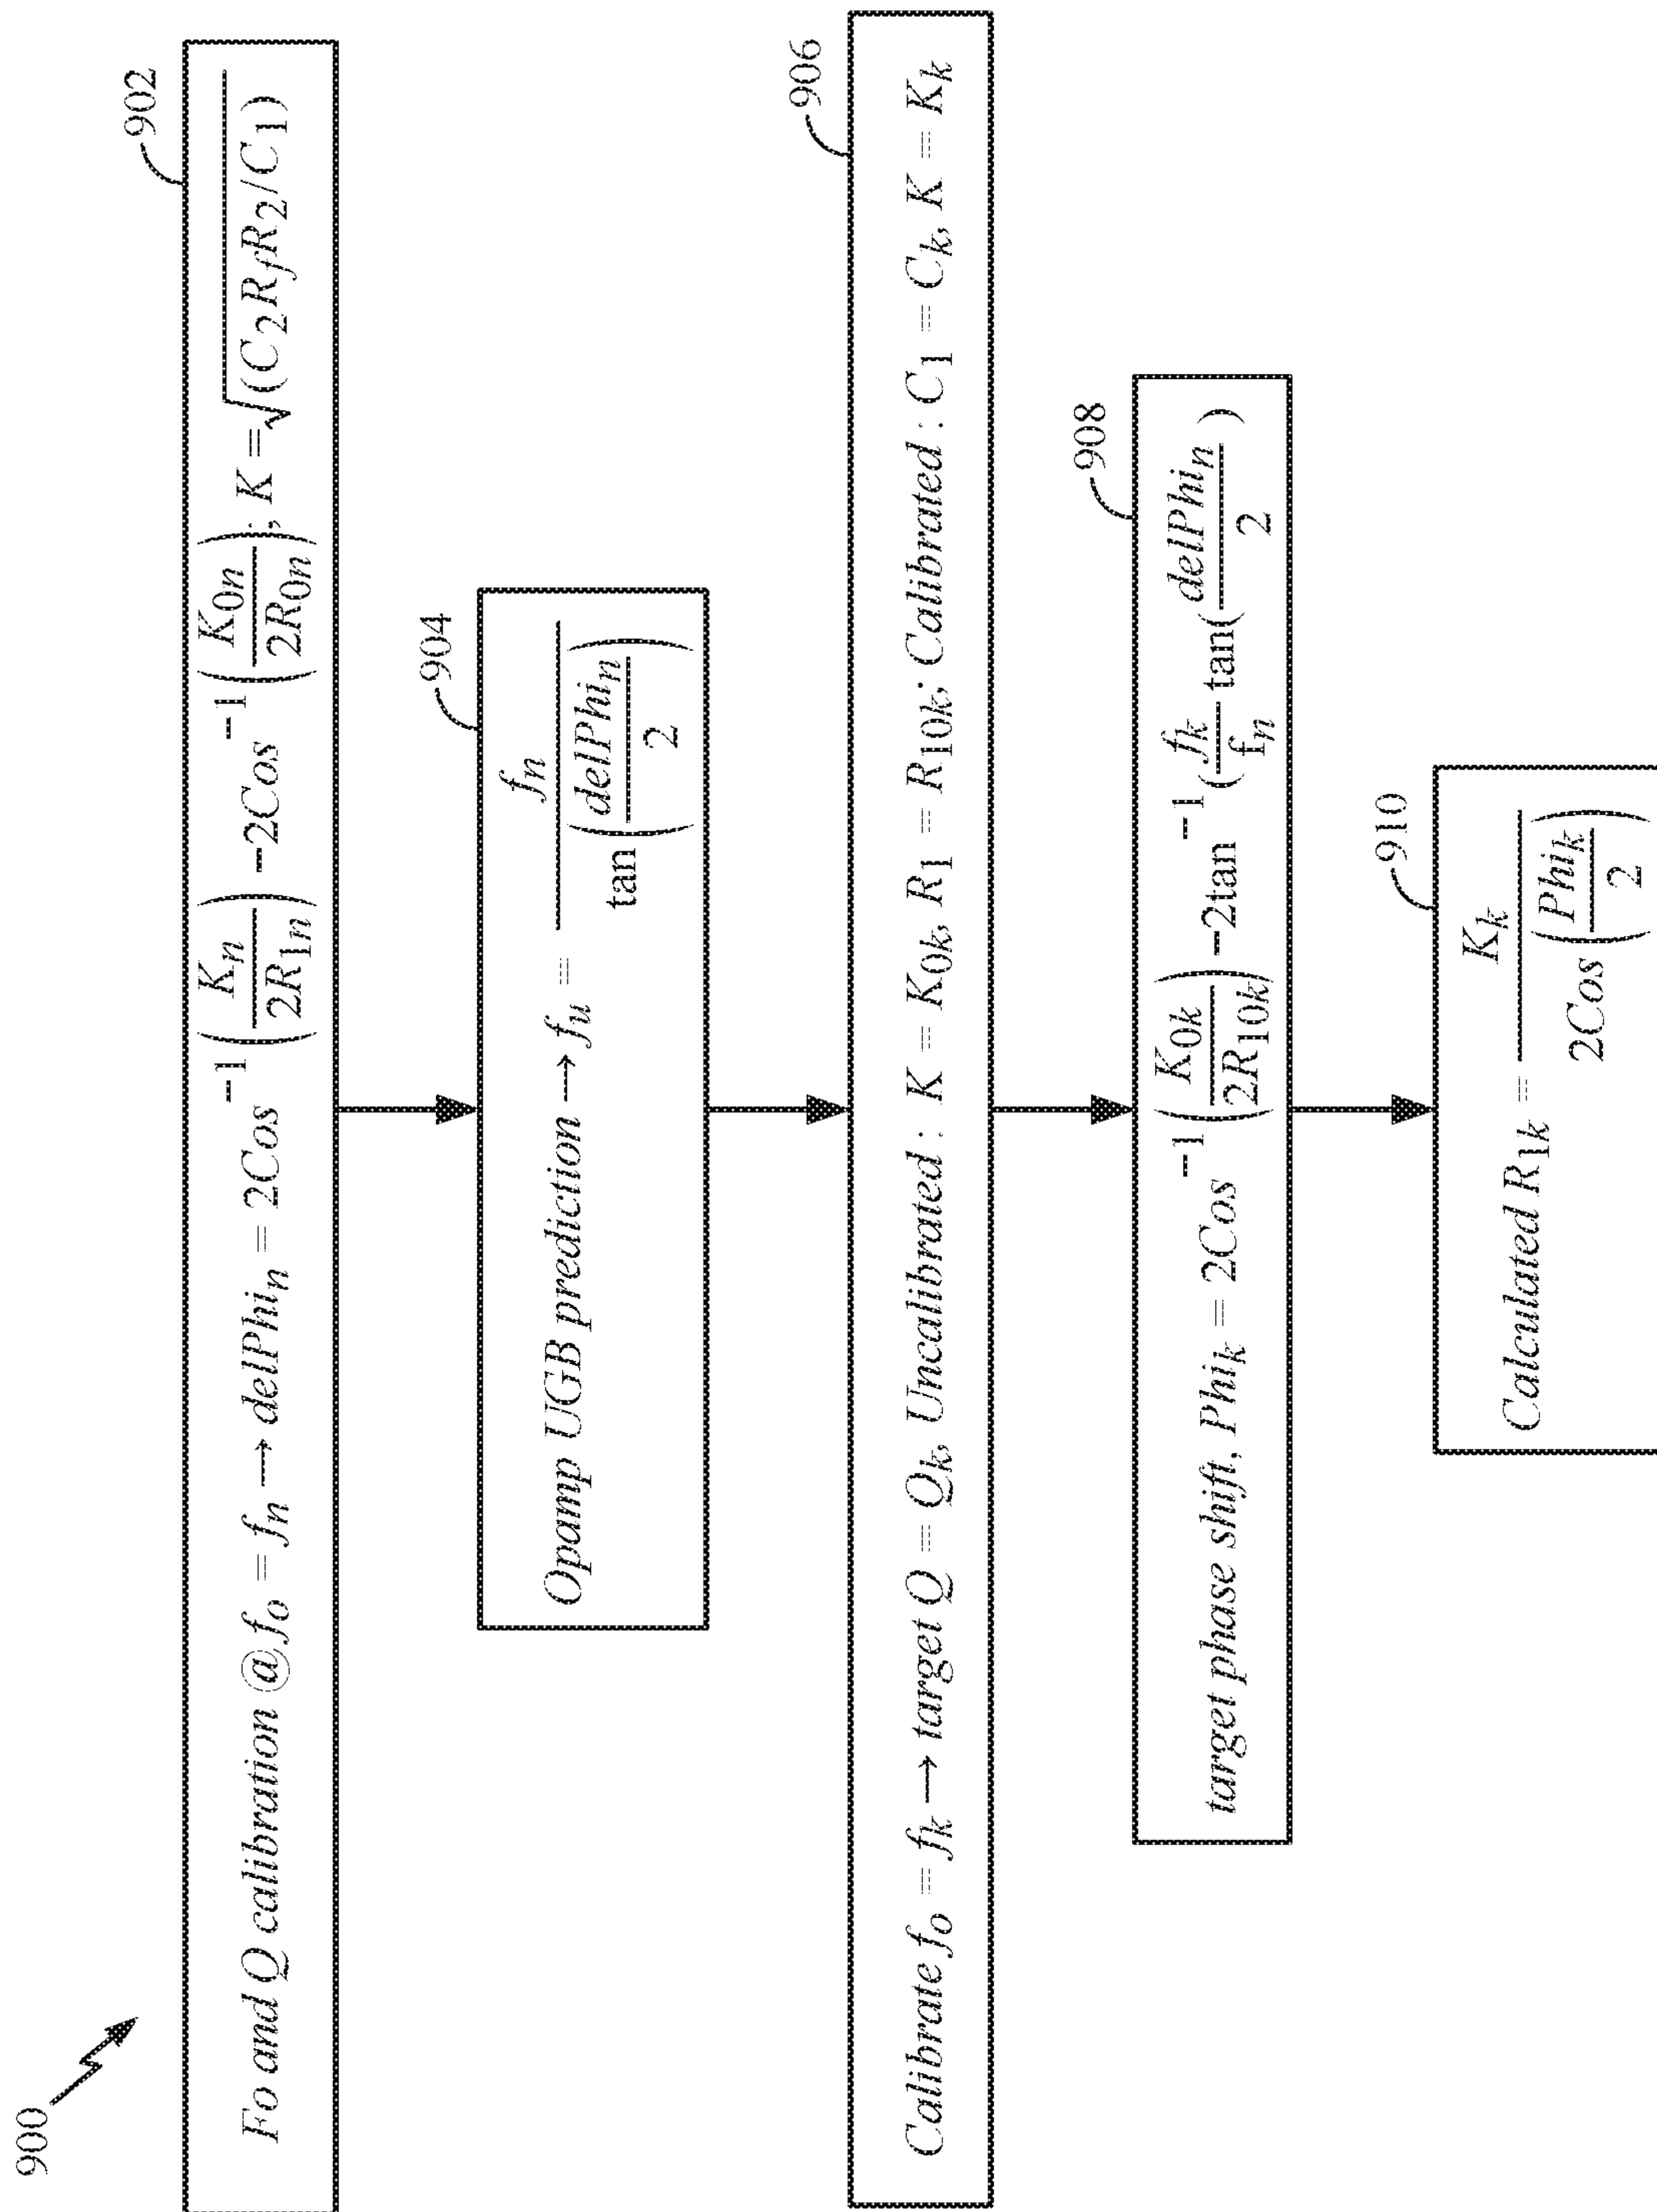 900
902
Fo and Q calibration @ f_o = f_n → delPhi_n = 2Cos^{-1}(K_n/2R_{1n}) -2Cos^{-1}(K_{0n}/2R_{0n}); K = √(C_2R_fR_2/C_1)
904
Opamp UGB prediction → f_u = f_n/tan(delPhi_n/2)
906
Calibrate f_o = f_k → target Q = Q_k, Uncalibrated : K = K_{0k}, R_1 = R_{10k}; Calibrated : C_1 = C_k, K = K_k
908
target phase shift, Phi_k = 2Cos^{-1}(K_{0k}/2R_{10k}) -2tan^{-1}(f_k/f_n tan(delPhi_n/2)
910
Calculated R_{1k} = K_k/2Cos(Phi_k/2)